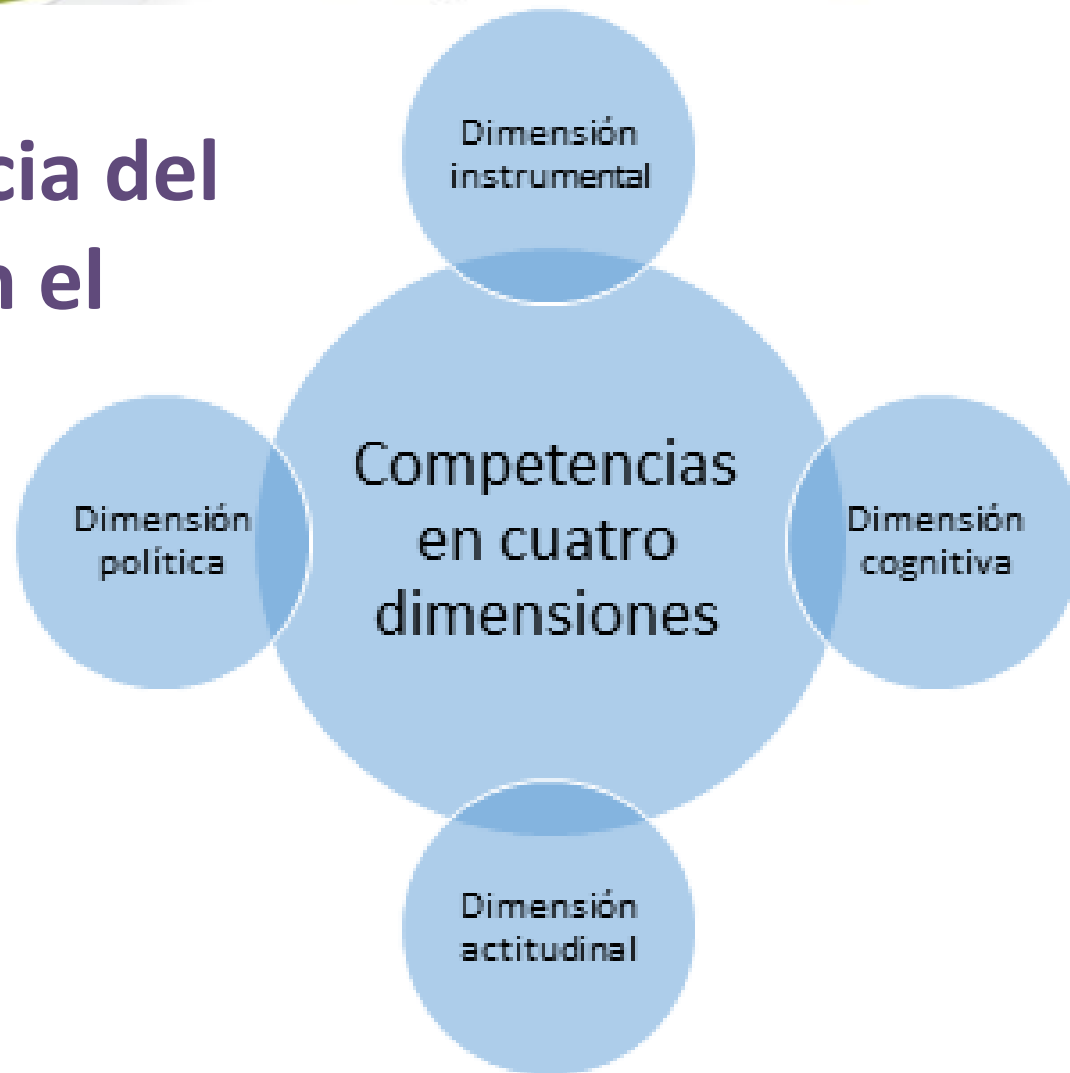 Dimensión
instrumental
cia del
el
Competencias
en cuatro
dimensiones
Dimensión
política
Dimensión
cognitiva
Dimensión
actitudinal